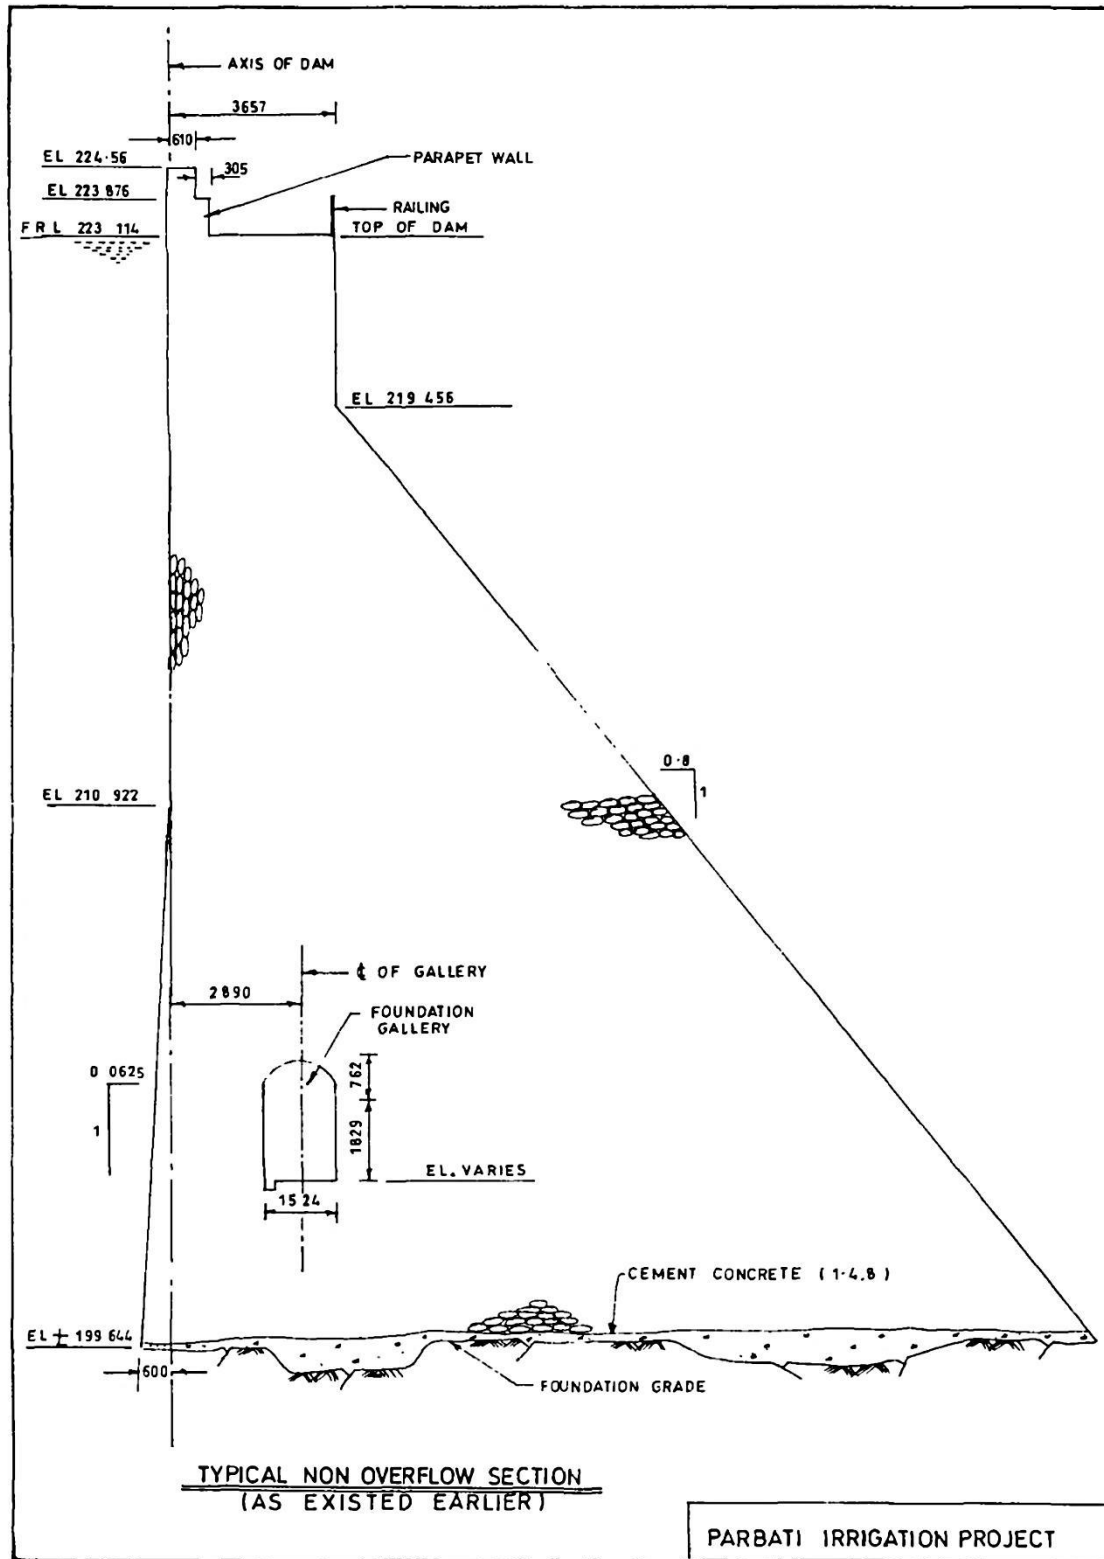 AXIS OF DAM
3657
610
EL 224·56
305
PARAPET WALL
EL 223 876
RAILING
F R L 223 114
TOP OF DAM
EL 219 456
0·8
1
EL 210 922
℄ OF GALLERY
2890
FOUNDATION
GALLERY
0 0625
1
762
1829
EL. VARIES
1524
CEMENT CONCRETE (1·4.8)
EL ± 199 644
600
FOUNDATION GRADE
TYPICAL NON OVERFLOW SECTION
(AS EXISTED EARLIER)
PARBATI IRRIGATION PROJECT